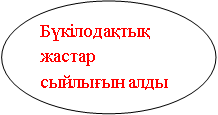 Бүкілодақтық
жастар
сыйлығын алды